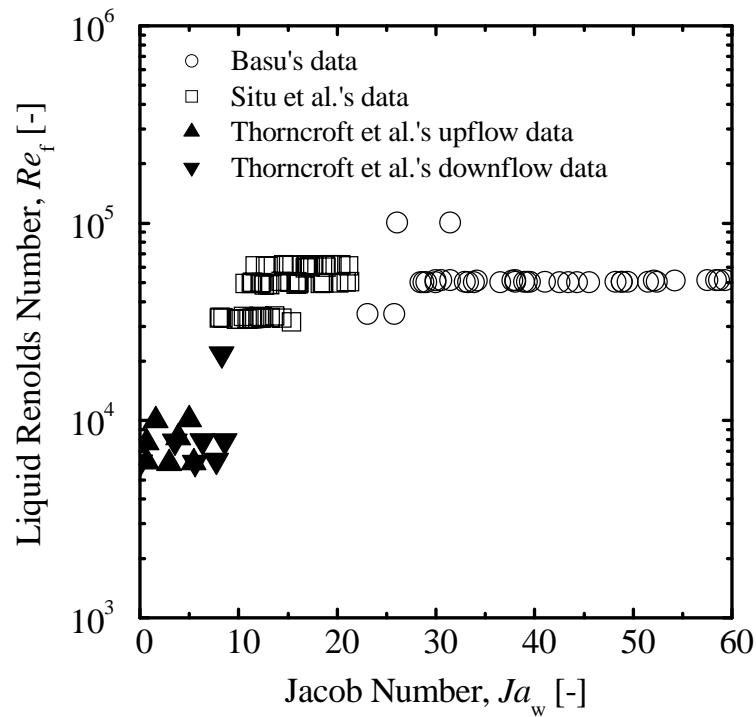 10^6
Basu's data
Situ et al.'s data
Thorncroft et al.'s upflow data
Thorncroft et al.'s downflow data
10^5
10^4
10^3
Liquid Renolds Number, Re_f [-]
0 10 20 30 40 50 60
Jacob Number, Ja_w [-]